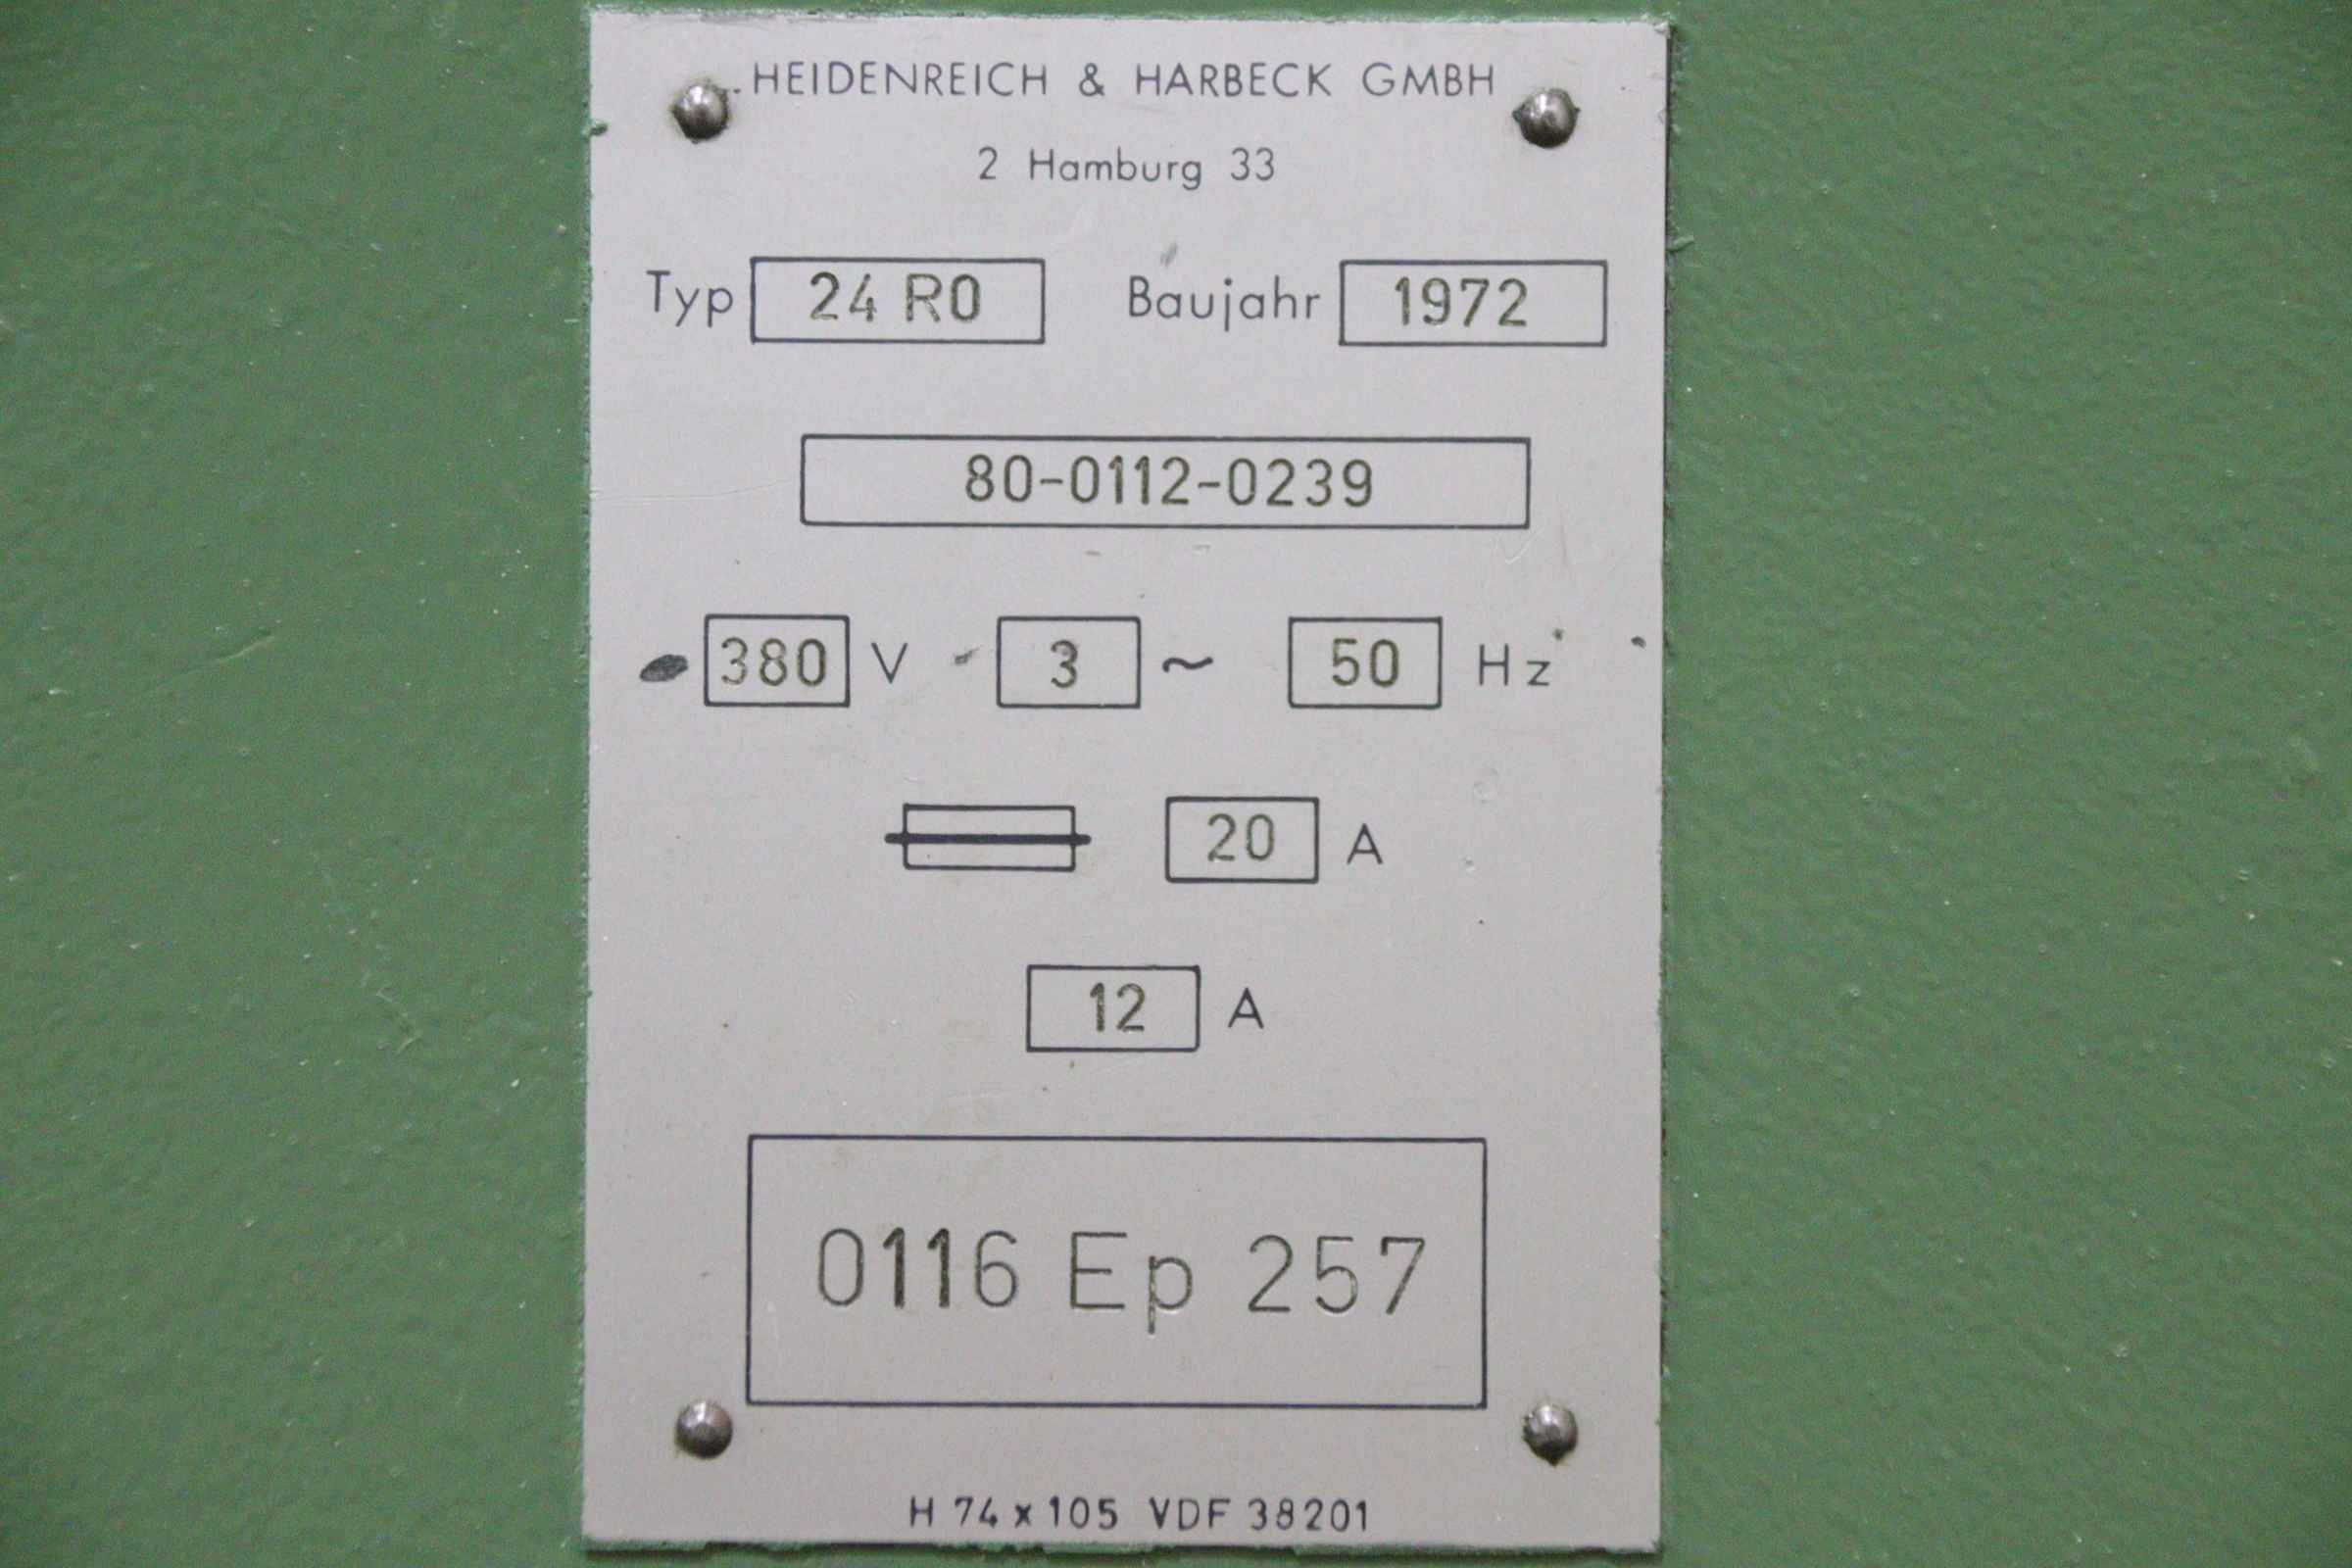 HEIDENREICH & HARBECK GMBH
2 Hamburg 33
Typ 24 RO Baujahr 1972
80-0112-0239
380 V 3 ~ 50 Hz
20 A
12 A
0116 Ep 257
H 74 x 105 VDF 38201